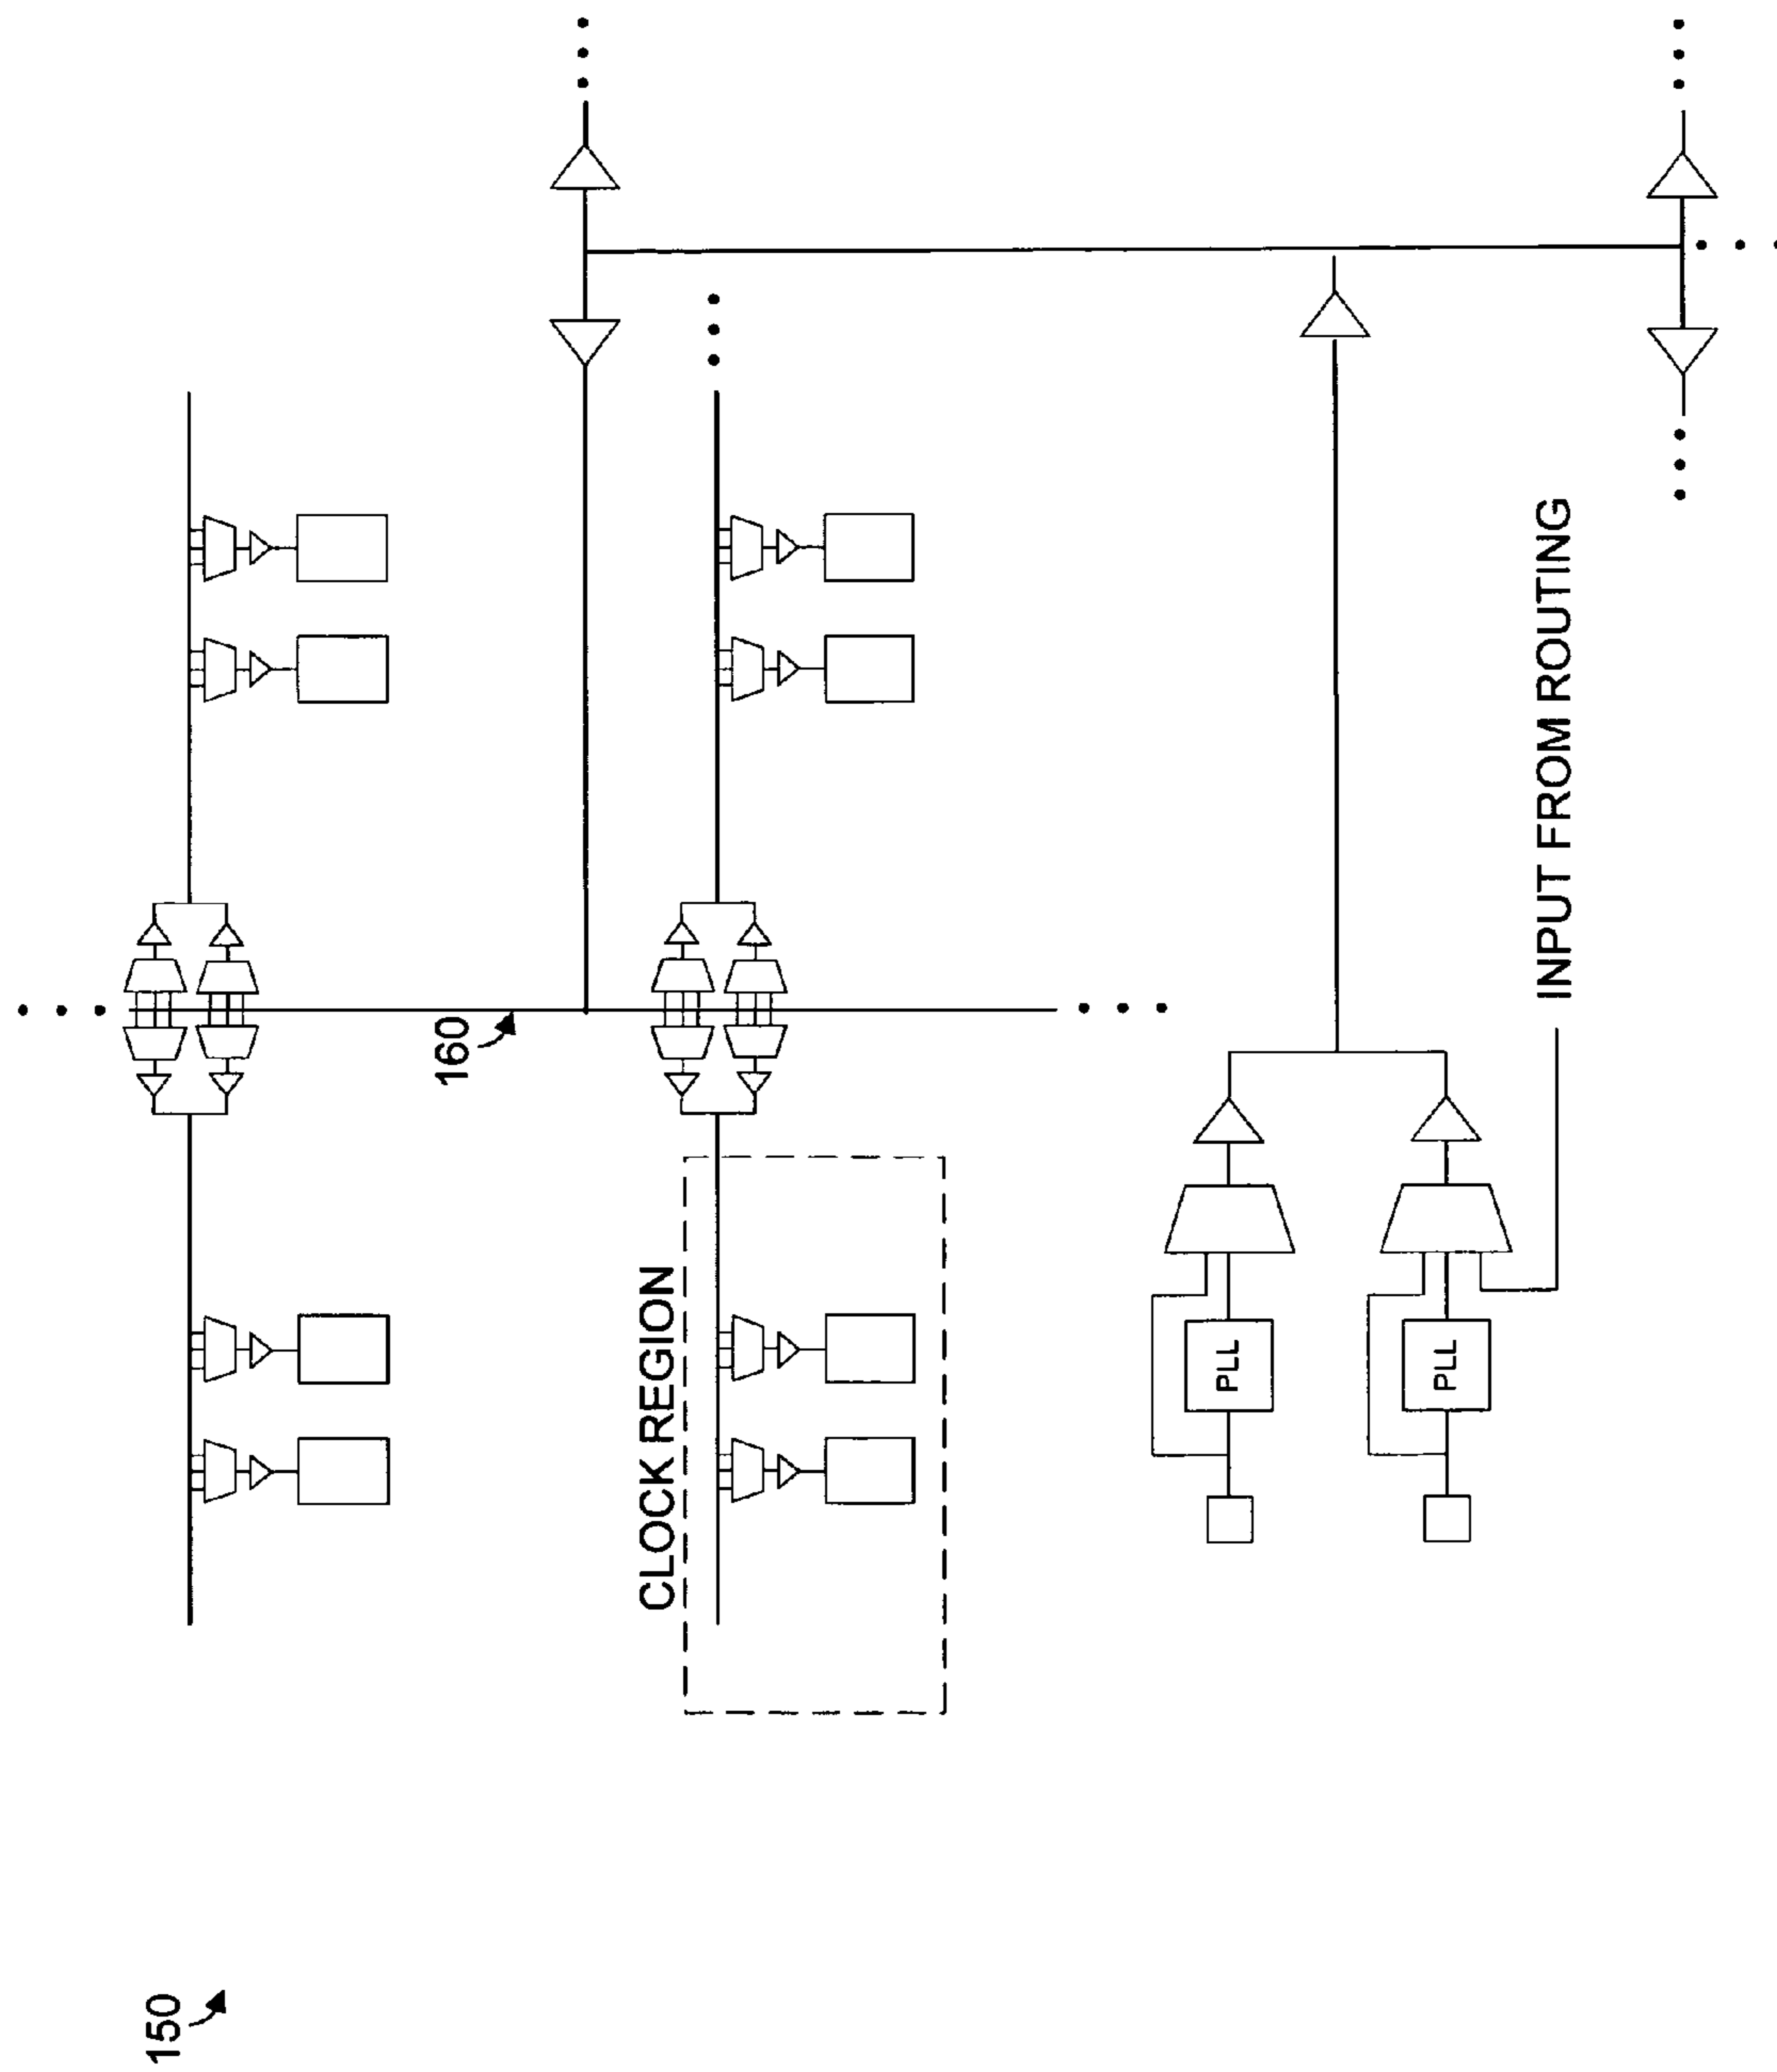 150
160
CLOCK REGION
PLL
PLL
INPUT FROM ROUTING